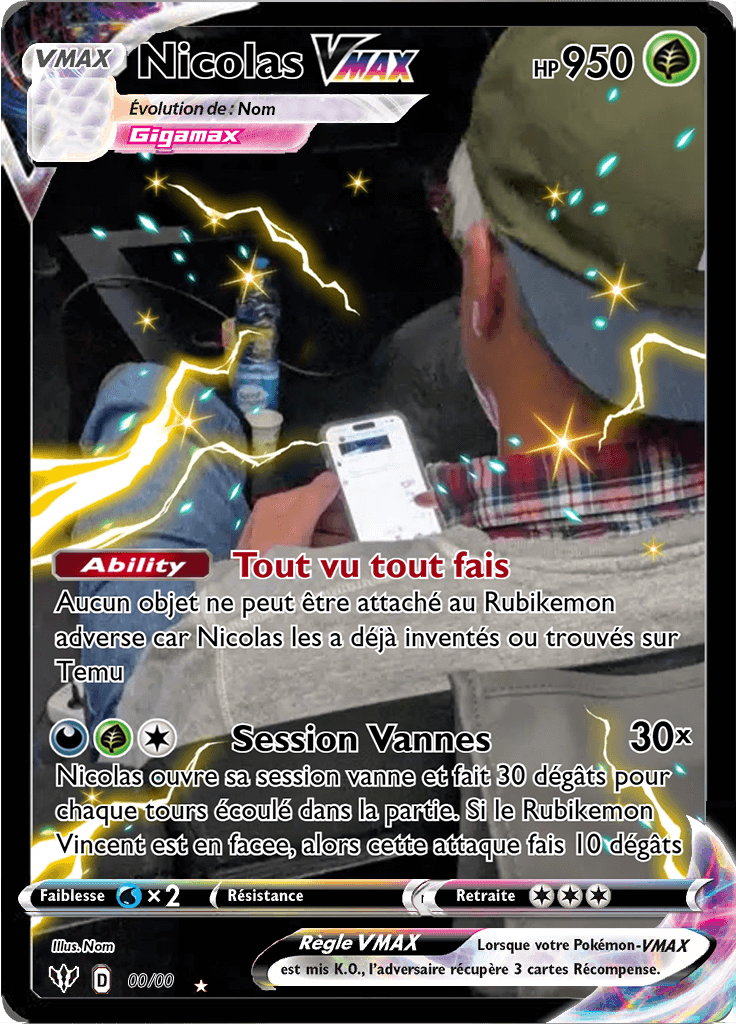 VMAX Nicolas VMAX HP 950
Évolution de : Nom
Gigamax
Ability Tout vu tout fais
Aucun objet ne peut être attaché au Rubikemon
adverse car Nicolas les a déjà inventés ou trouvés sur
Temu
Session Vannes 30x
Nicolas ouvre sa session vanne et fait 30 dégâts pour
chaque tours écoulé dans la partie. Si le Rubikemon
Vincent est en facee, alors cette attaque fais 10 dégâts
Faiblesse ×2 Résistance Retraite
Illus. Nom
Règle VMAX Lorsque votre Pokémon-VMAX
est mis K.O., l'adversaire récupère 3 cartes Récompense.
D 00/00